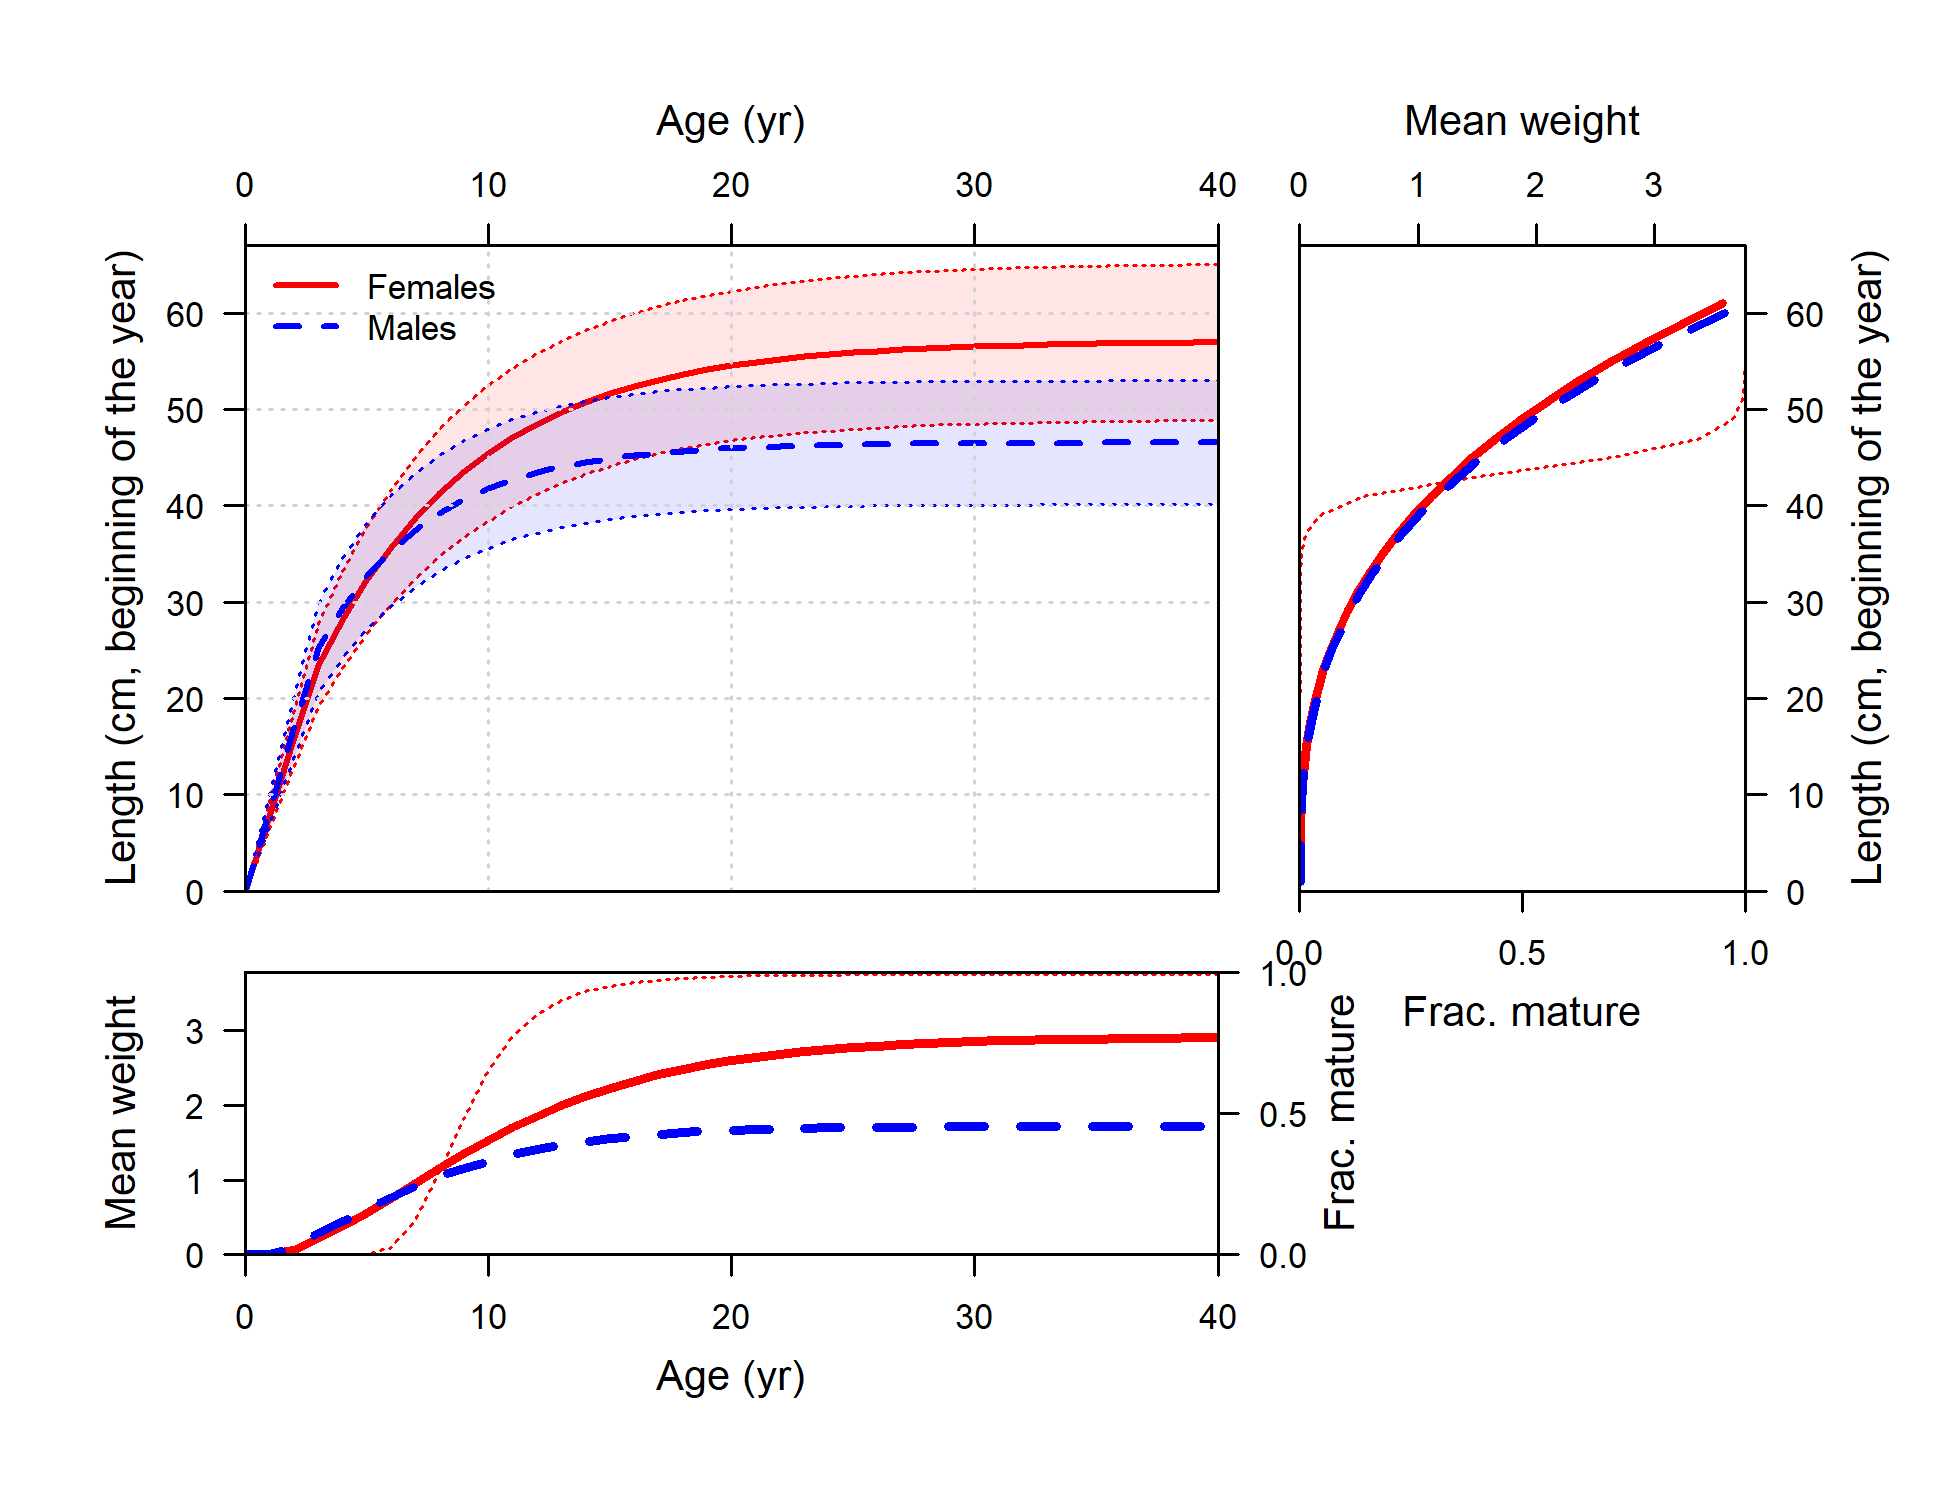 Age (yr)
Mean weight
0 10 20 30 40
0 1 2 3
Females
Males
Length (cm, beginning of the year)
60
50
40
30
20
10
0
60
50
40
30
20
10
0
Length (cm, beginning of the year)
0.0 0.5 1.0
Frac. mature
Mean weight
3
2
1
0
1.0
0.5
0.0
Frac. mature
0 10 20 30 40
Age (yr)